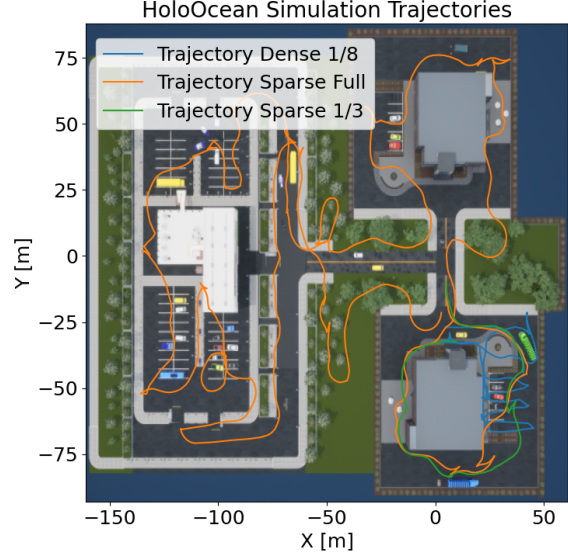 HoloOcean Simulation Trajectories
Trajectory Dense 1/8
Trajectory Sparse Full
Trajectory Sparse 1/3
Y [m]
75
50
25
0
−25
−50
−75
−150 −100 −50 0 50
X [m]